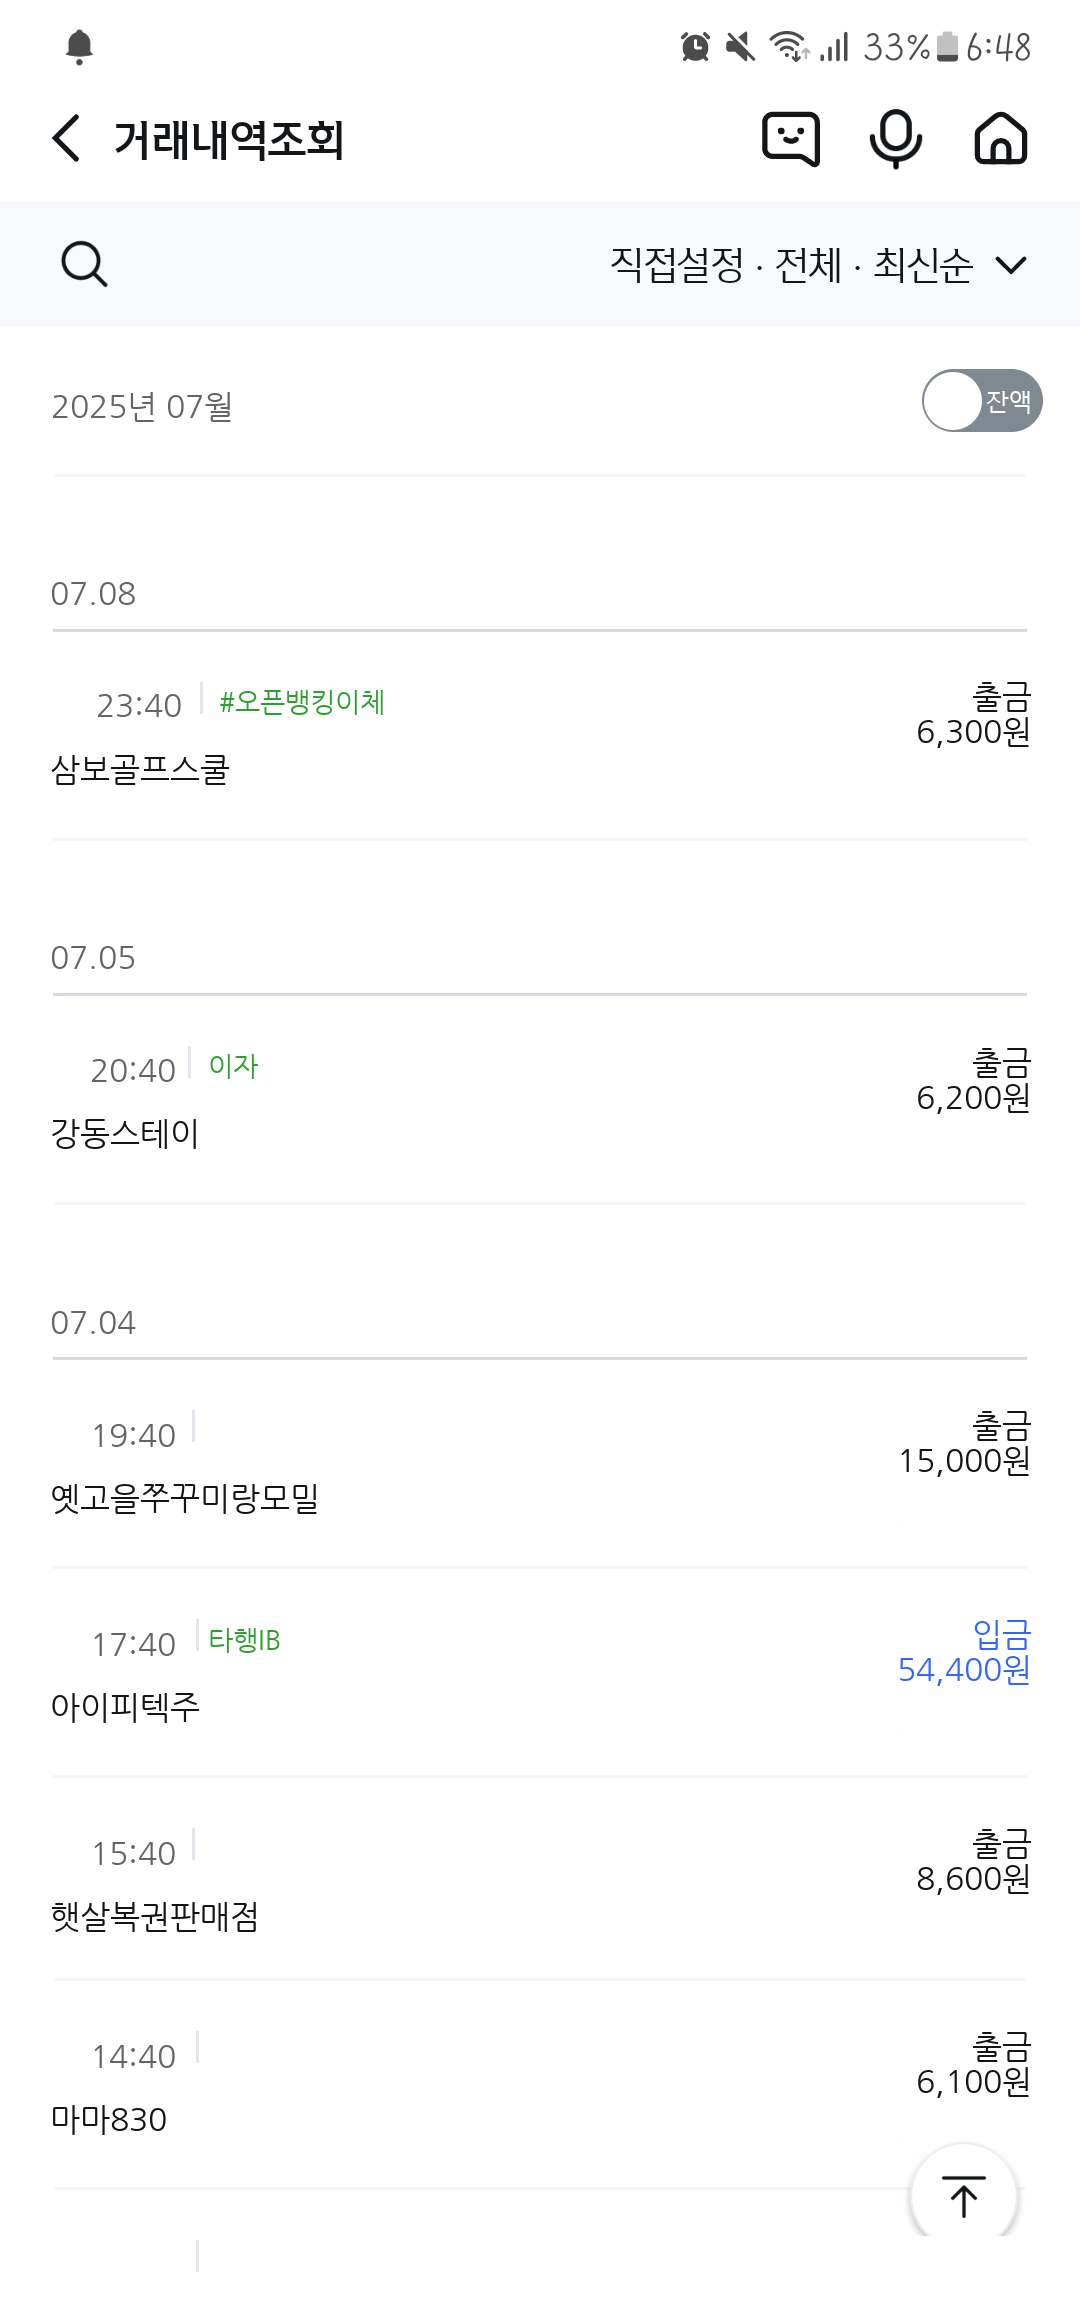 33% 6:48
거래내역조회
직접설정 · 전체 · 최신순
2025년 07월
잔액
07.08
23:40 #오픈뱅킹이체
출금
6,300원
삼보골프스쿨
07.05
20:40 이자
출금
6,200원
강동스테이
07.04
19:40
출금
15,000원
옛고을쭈꾸미랑모밀
17:40 타행IB
입금
54,400원
아이피텍주
15:40
출금
8,600원
햇살복권판매점
14:40
출금
6,100원
마마830